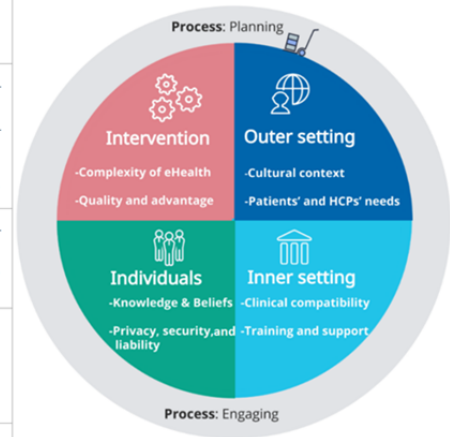 Process: Planning
Intervention
-Complexity of eHealth
-Quality and advantage
Outer setting
-Cultural context
-Patients' and HCPs' needs
Individuals
-Knowledge & Beliefs
-Privacy, security,and
liability
Inner setting
-Clinical compatibility
-Training and support
Process: Engaging